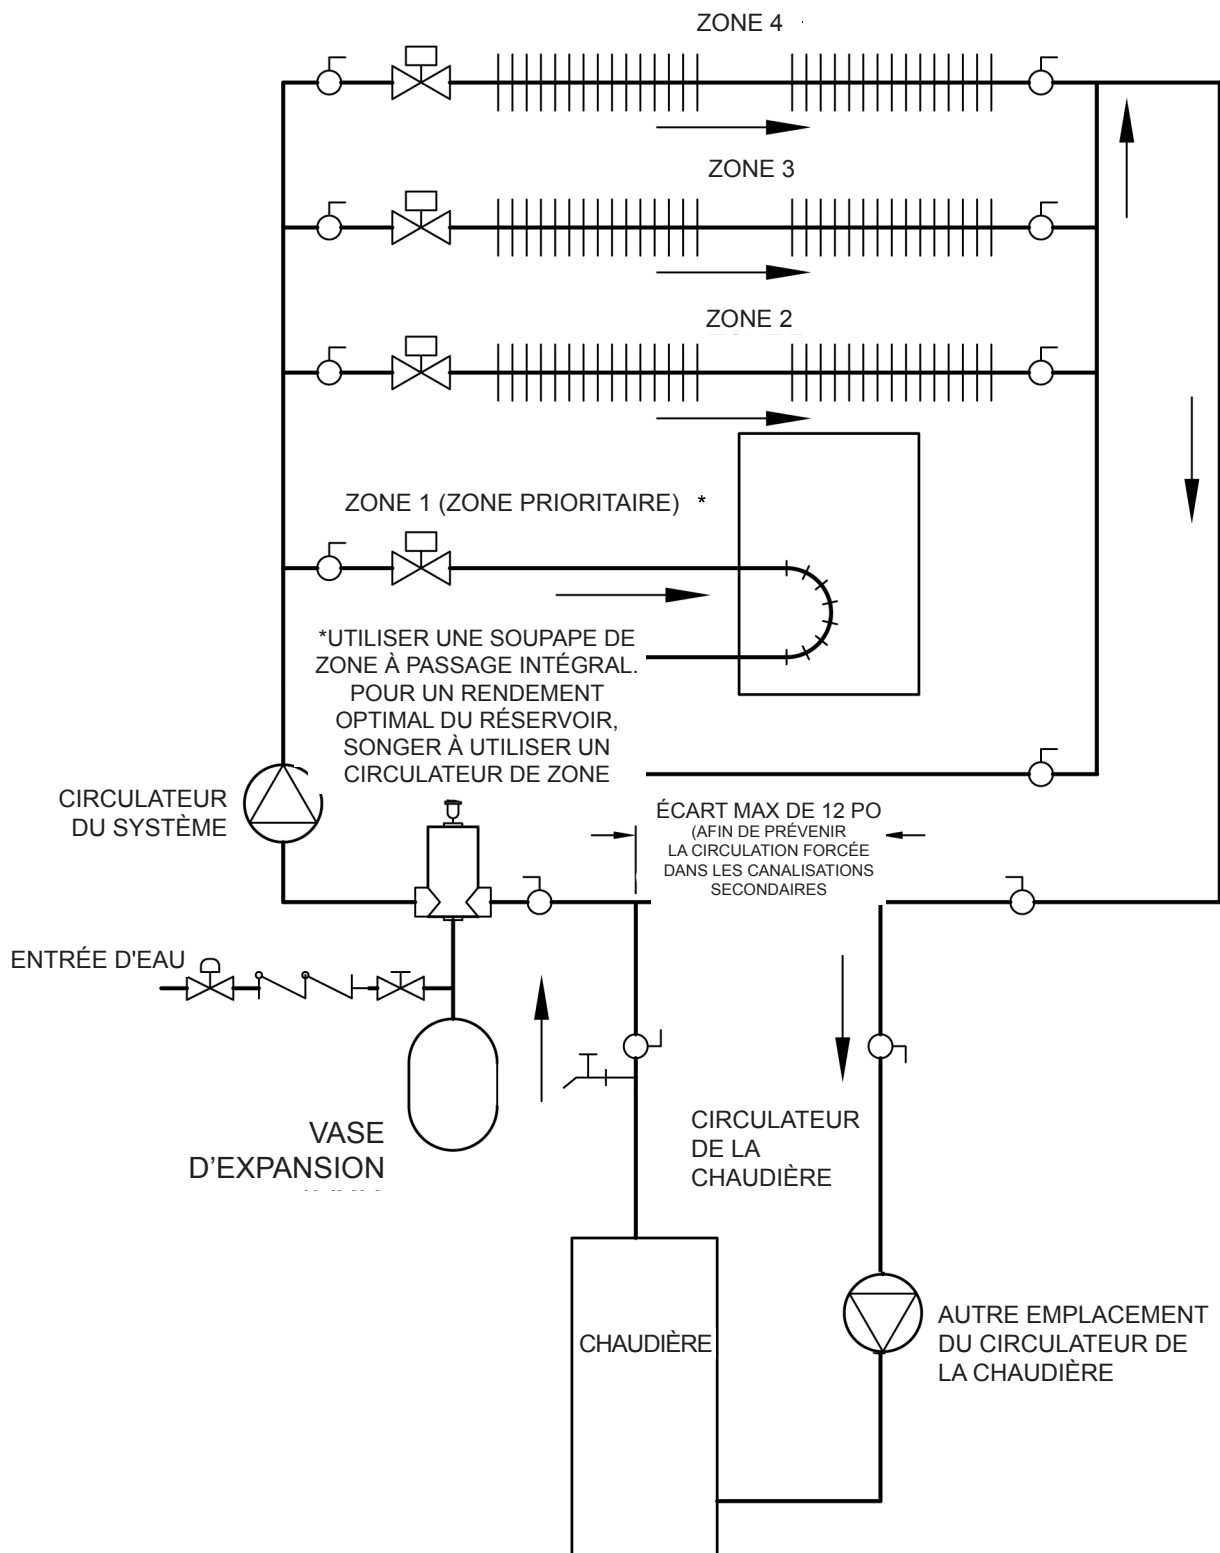 ZONE 4
ZONE 3
ZONE 2
ZONE 1 (ZONE PRIORITAIRE) *
*UTILISER UNE SOUPAPE DE
ZONE À PASSAGE INTÉGRAL.
POUR UN RENDEMENT
OPTIMAL DU RÉSERVOIR,
SONGER À UTILISER UN
CIRCULATEUR DE ZONE
CIRCULATEUR
DU SYSTÈME
ÉCART MAX DE 12 PO
(AFIN DE PRÉVENIR
LA CIRCULATION FORCÉE
DANS LES CANALISATIONS
SECONDAIRES
ENTRÉE D'EAU
VASE
D’EXPANSION
CIRCULATEUR
DE LA
CHAUDIÈRE
CHAUDIÈRE
AUTRE EMPLACEMENT
DU CIRCULATEUR DE
LA CHAUDIÈRE